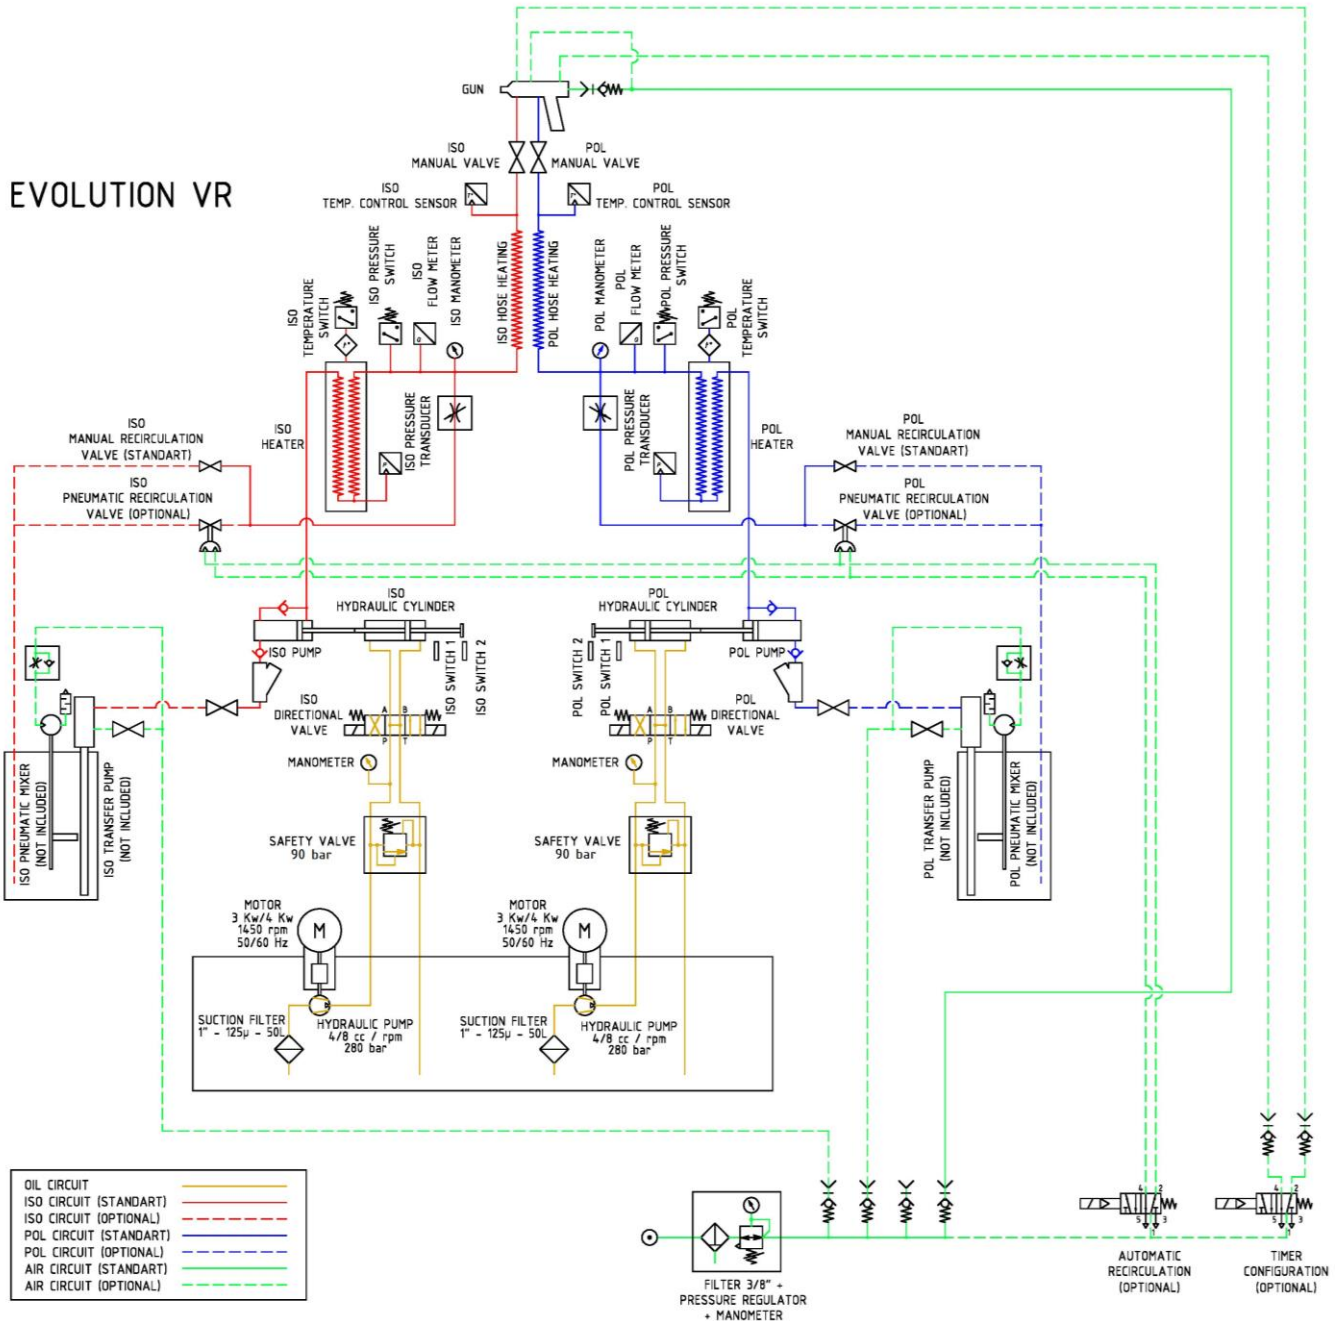 GUN
ISO
MANUAL VALVE
POL
MANUAL VALVE
EVOLUTION VR
ISO
TEMP. CONTROL SENSOR
POL
TEMP. CONTROL SENSOR
ISO
TEMPERATURE
SWITCH
ISO PRESSURE
SWITCH
ISO
FLOW METER
ISO MANOMETER
ISO HOSE HEATING
POL HOSE HEATING
POL MANOMETER
POL
FLOW METER
POL PRESSURE
SWITCH
POL
TEMPERATURE
SWITCH
ISO
HEATER
ISO PRESSURE
TRANSDUCER
POL PRESSURE
TRANSDUCER
POL
HEATER
ISO
MANUAL RECIRCULATION
VALVE (STANDART)
ISO
PNEUMATIC RECIRCULATION
VALVE (OPTIONAL)
POL
MANUAL RECIRCULATION
VALVE (STANDART)
POL
PNEUMATIC RECIRCULATION
VALVE (OPTIONAL)
ISO
HYDRAULIC CYLINDER
POL
HYDRAULIC CYLINDER
ISO PUMP
ISO SWITCH 1
ISO SWITCH 2
POL SWITCH 2
POL SWITCH 1
POL PUMP
ISO
DIRECTIONAL
VALVE
A B
P T
A B
P T
POL
DIRECTIONAL
VALVE
MANOMETER
MANOMETER
ISO PNEUMATIC MIXER
(NOT INCLUDED)
ISO TRANSFER PUMP
(NOT INCLUDED)
SAFETY VALVE
90 bar
SAFETY VALVE
90 bar
POL TRANSFER PUMP
(NOT INCLUDED)
POL PNEUMATIC MIXER
(NOT INCLUDED)
MOTOR
3 Kw/4 Kw
1450 rpm
50/60 Hz
M
MOTOR
3 Kw/4 Kw
1450 rpm
50/60 Hz
M
SUCTION FILTER
1" - 125µ - 50L
HYDRAULIC PUMP
4/8 cc / rpm
280 bar
SUCTION FILTER
1" - 125µ - 50L
HYDRAULIC PUMP
4/8 cc / rpm
280 bar
OIL CIRCUIT
ISO CIRCUIT (STANDART)
ISO CIRCUIT (OPTIONAL)
POL CIRCUIT (STANDART)
POL CIRCUIT (OPTIONAL)
AIR CIRCUIT (STANDART)
AIR CIRCUIT (OPTIONAL)
FILTER 3/8" +
PRESSURE REGULATOR
+ MANOMETER
4 2
5 3
1
AUTOMATIC
RECIRCULATION
(OPTIONAL)
4 2
5 3
1
TIMER
CONFIGURATION
(OPTIONAL)